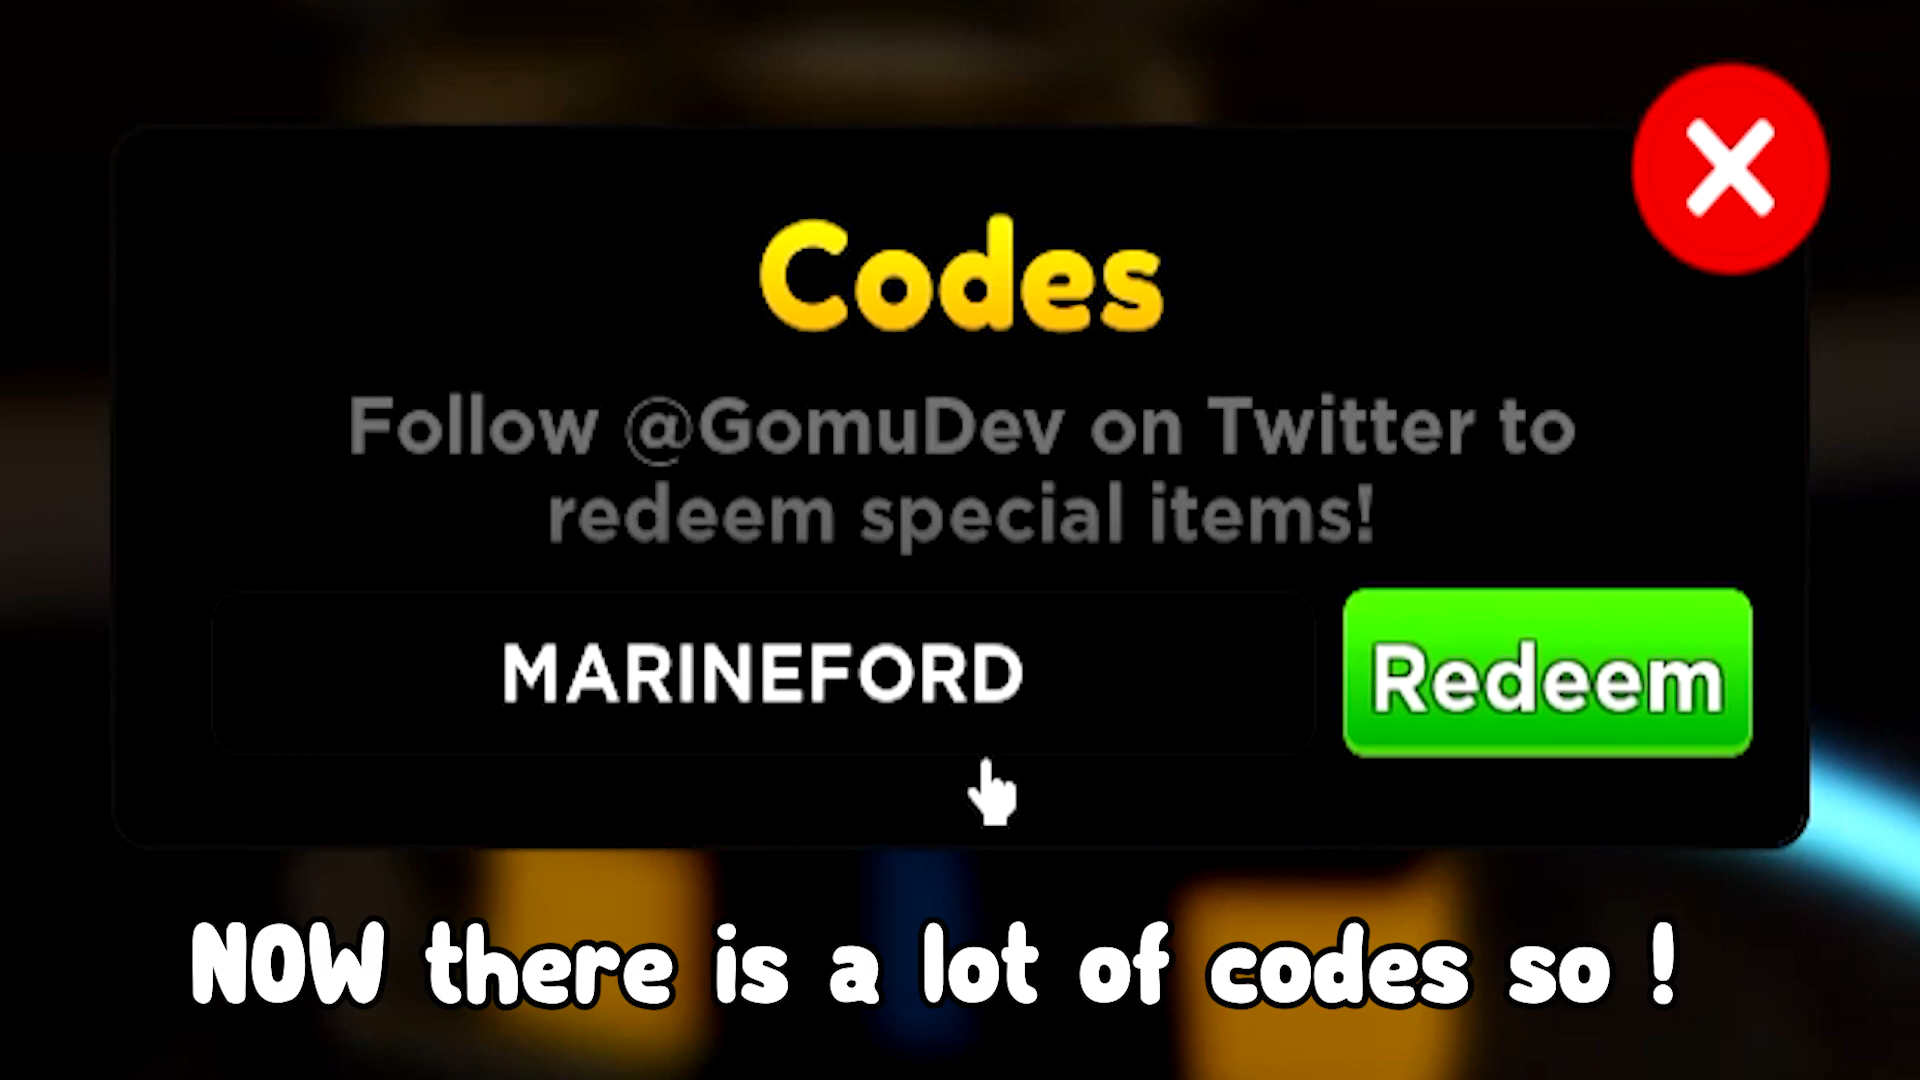 Codes
Follow @GomuDev on Twitter to
redeem special items!
MARINEFORD
Redeem
NOW there is a lot of codes so !